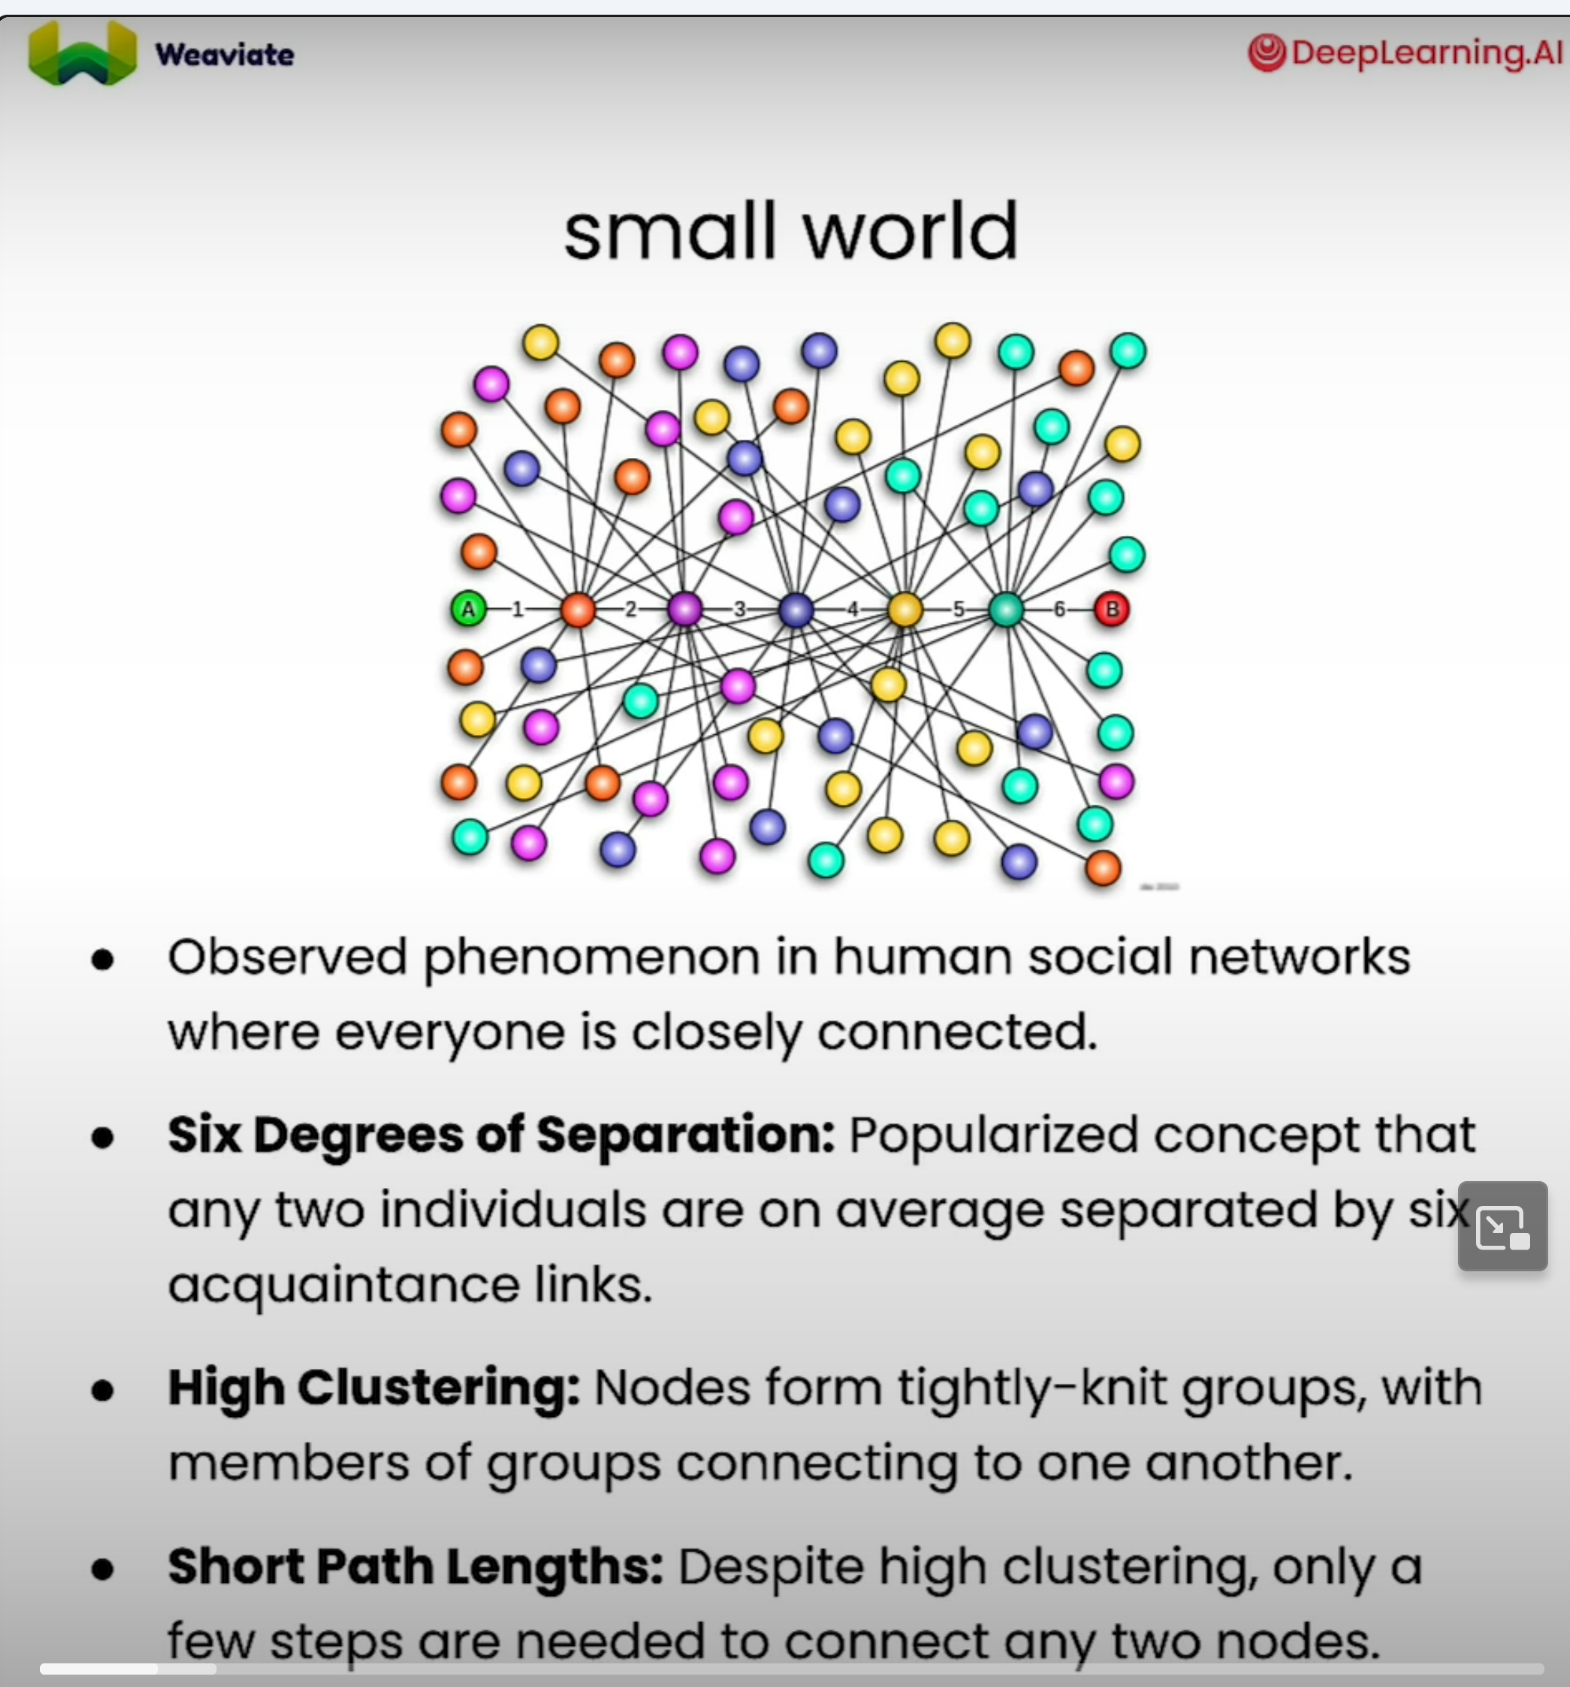 Weaviate
DeepLearning.AI
small world
A 1 2 3 4 5 6 B
● Observed phenomenon in human social networks
where everyone is closely connected.
● Six Degrees of Separation: Popularized concept that
any two individuals are on average separated by six
acquaintance links.
● High Clustering: Nodes form tightly-knit groups, with
members of groups connecting to one another.
● Short Path Lengths: Despite high clustering, only a
few steps are needed to connect any two nodes.